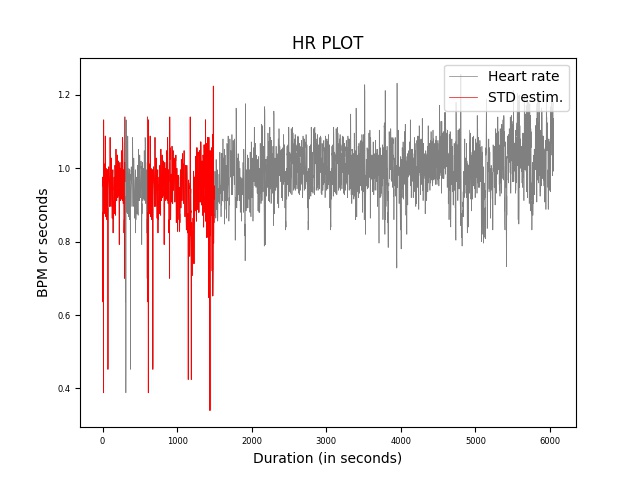 HR PLOT
Heart rate
STD estim.
BPM or seconds
1.2
1.0
0.8
0.6
0.4
0 1000 2000 3000 4000 5000 6000
Duration (in seconds)